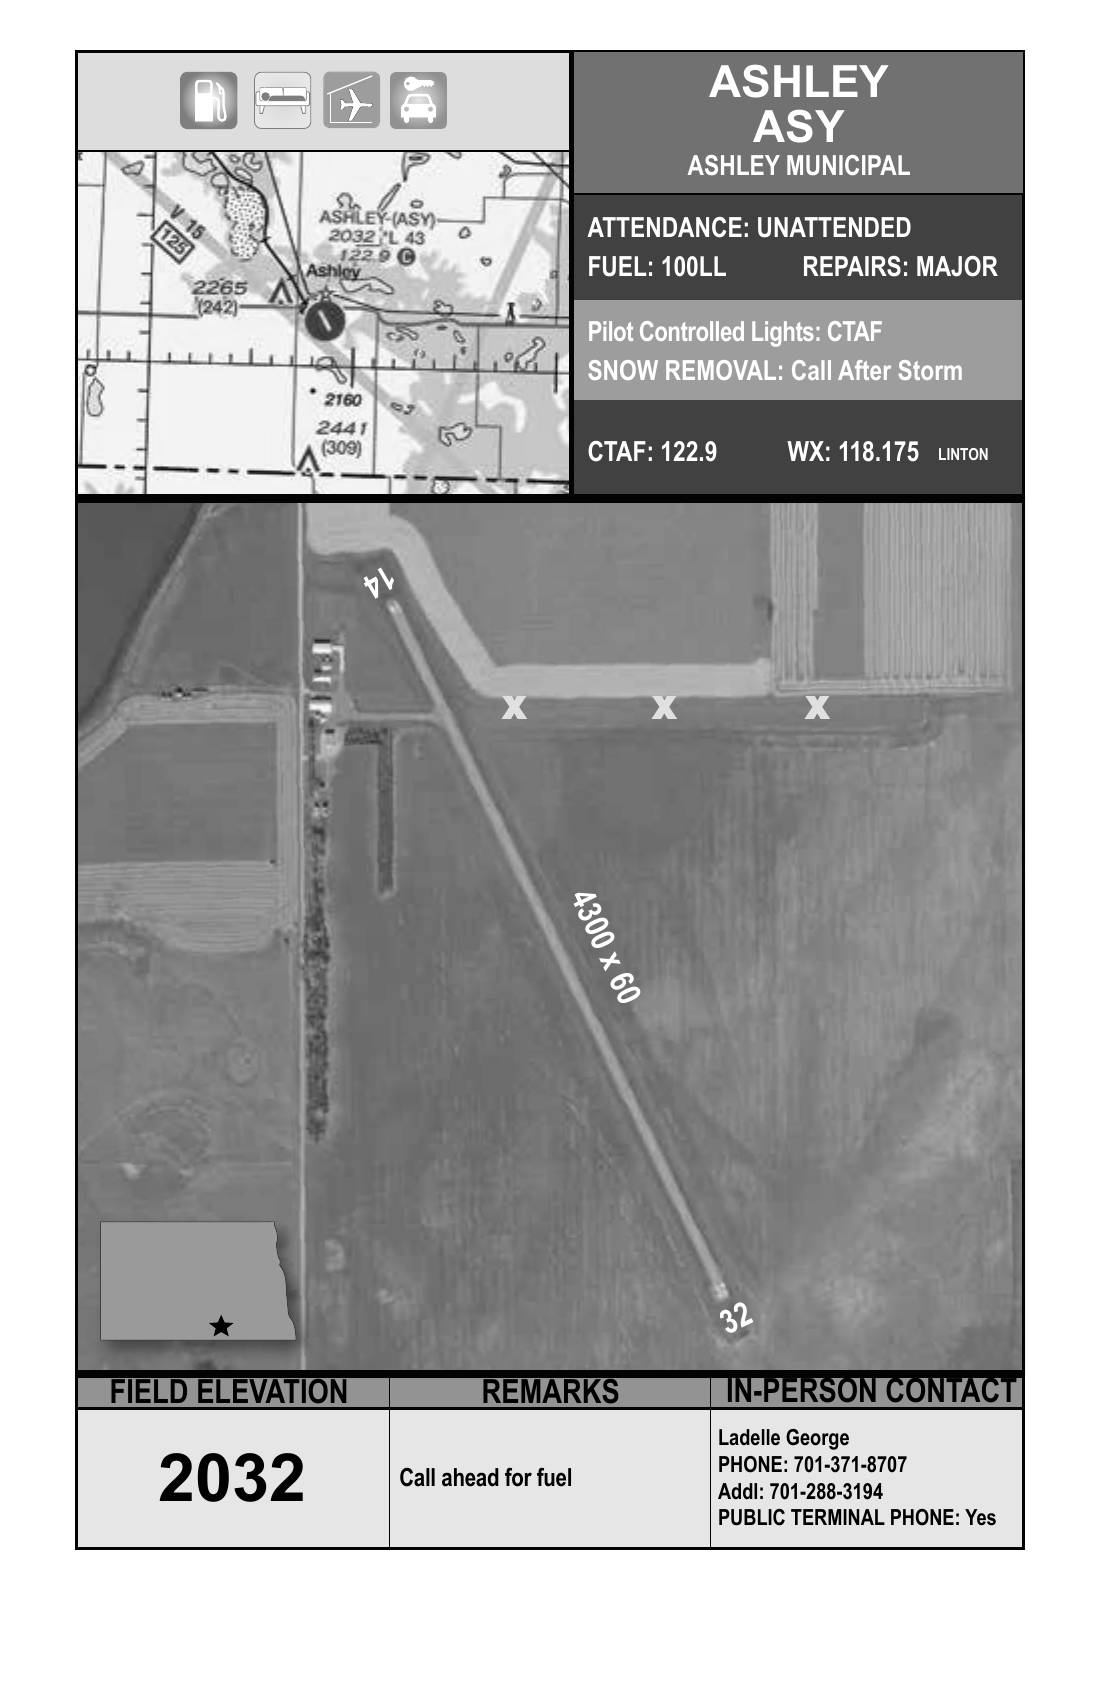 ASHLEY
ASY
ASHLEY MUNICIPAL
ATTENDANCE: UNATTENDED
FUEL: 100LL REPAIRS: MAJOR
Pilot Controlled Lights: CTAF
SNOW REMOVAL: Call After Storm
CTAF: 122.9 WX: 118.175 LINTON
V 15
125
ASHLEY (ASY)
2032 *L 43
122.9 C
Ashley
2265
(242)
2160
2441
(309)
14
X X X
4300 x 60
32
FIELD ELEVATION
2032
REMARKS
Call ahead for fuel
IN-PERSON CONTACT
Ladelle George
PHONE: 701-371-8707
Addl: 701-288-3194
PUBLIC TERMINAL PHONE: Yes